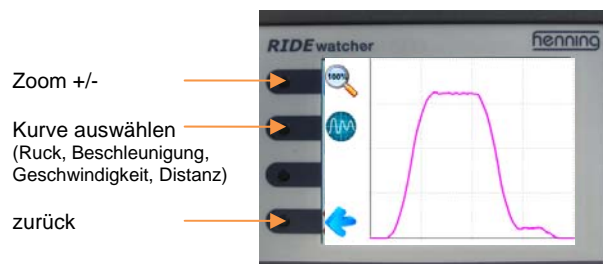 RIDE watcher
henning
Zoom +/-
100%
Kurve auswählen
(Ruck, Beschleunigung,
Geschwindigkeit, Distanz)
zurück